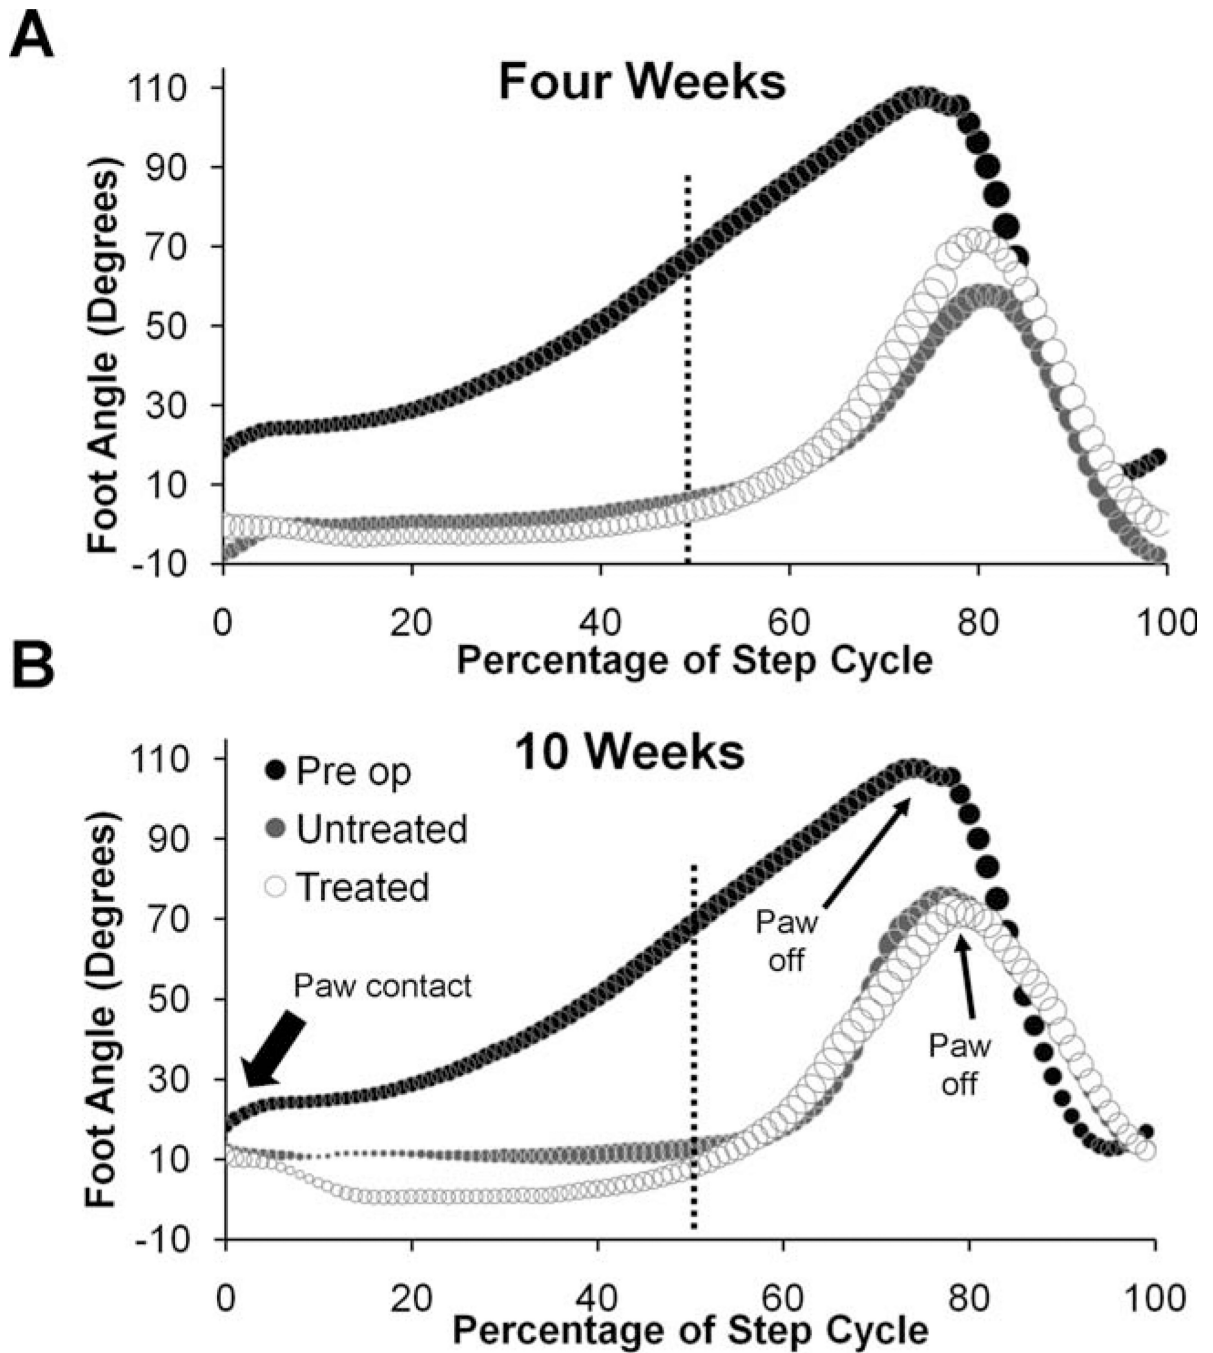 A
Four Weeks
110
90
70
50
30
10
-10
Foot Angle (Degrees)
0 20 40 60 80 100
Percentage of Step Cycle
B
10 Weeks
110
90
70
50
30
10
-10
Foot Angle (Degrees)
Pre op
Untreated
Treated
Paw contact
Paw
off
Paw
off
0 20 40 60 80 100
Percentage of Step Cycle